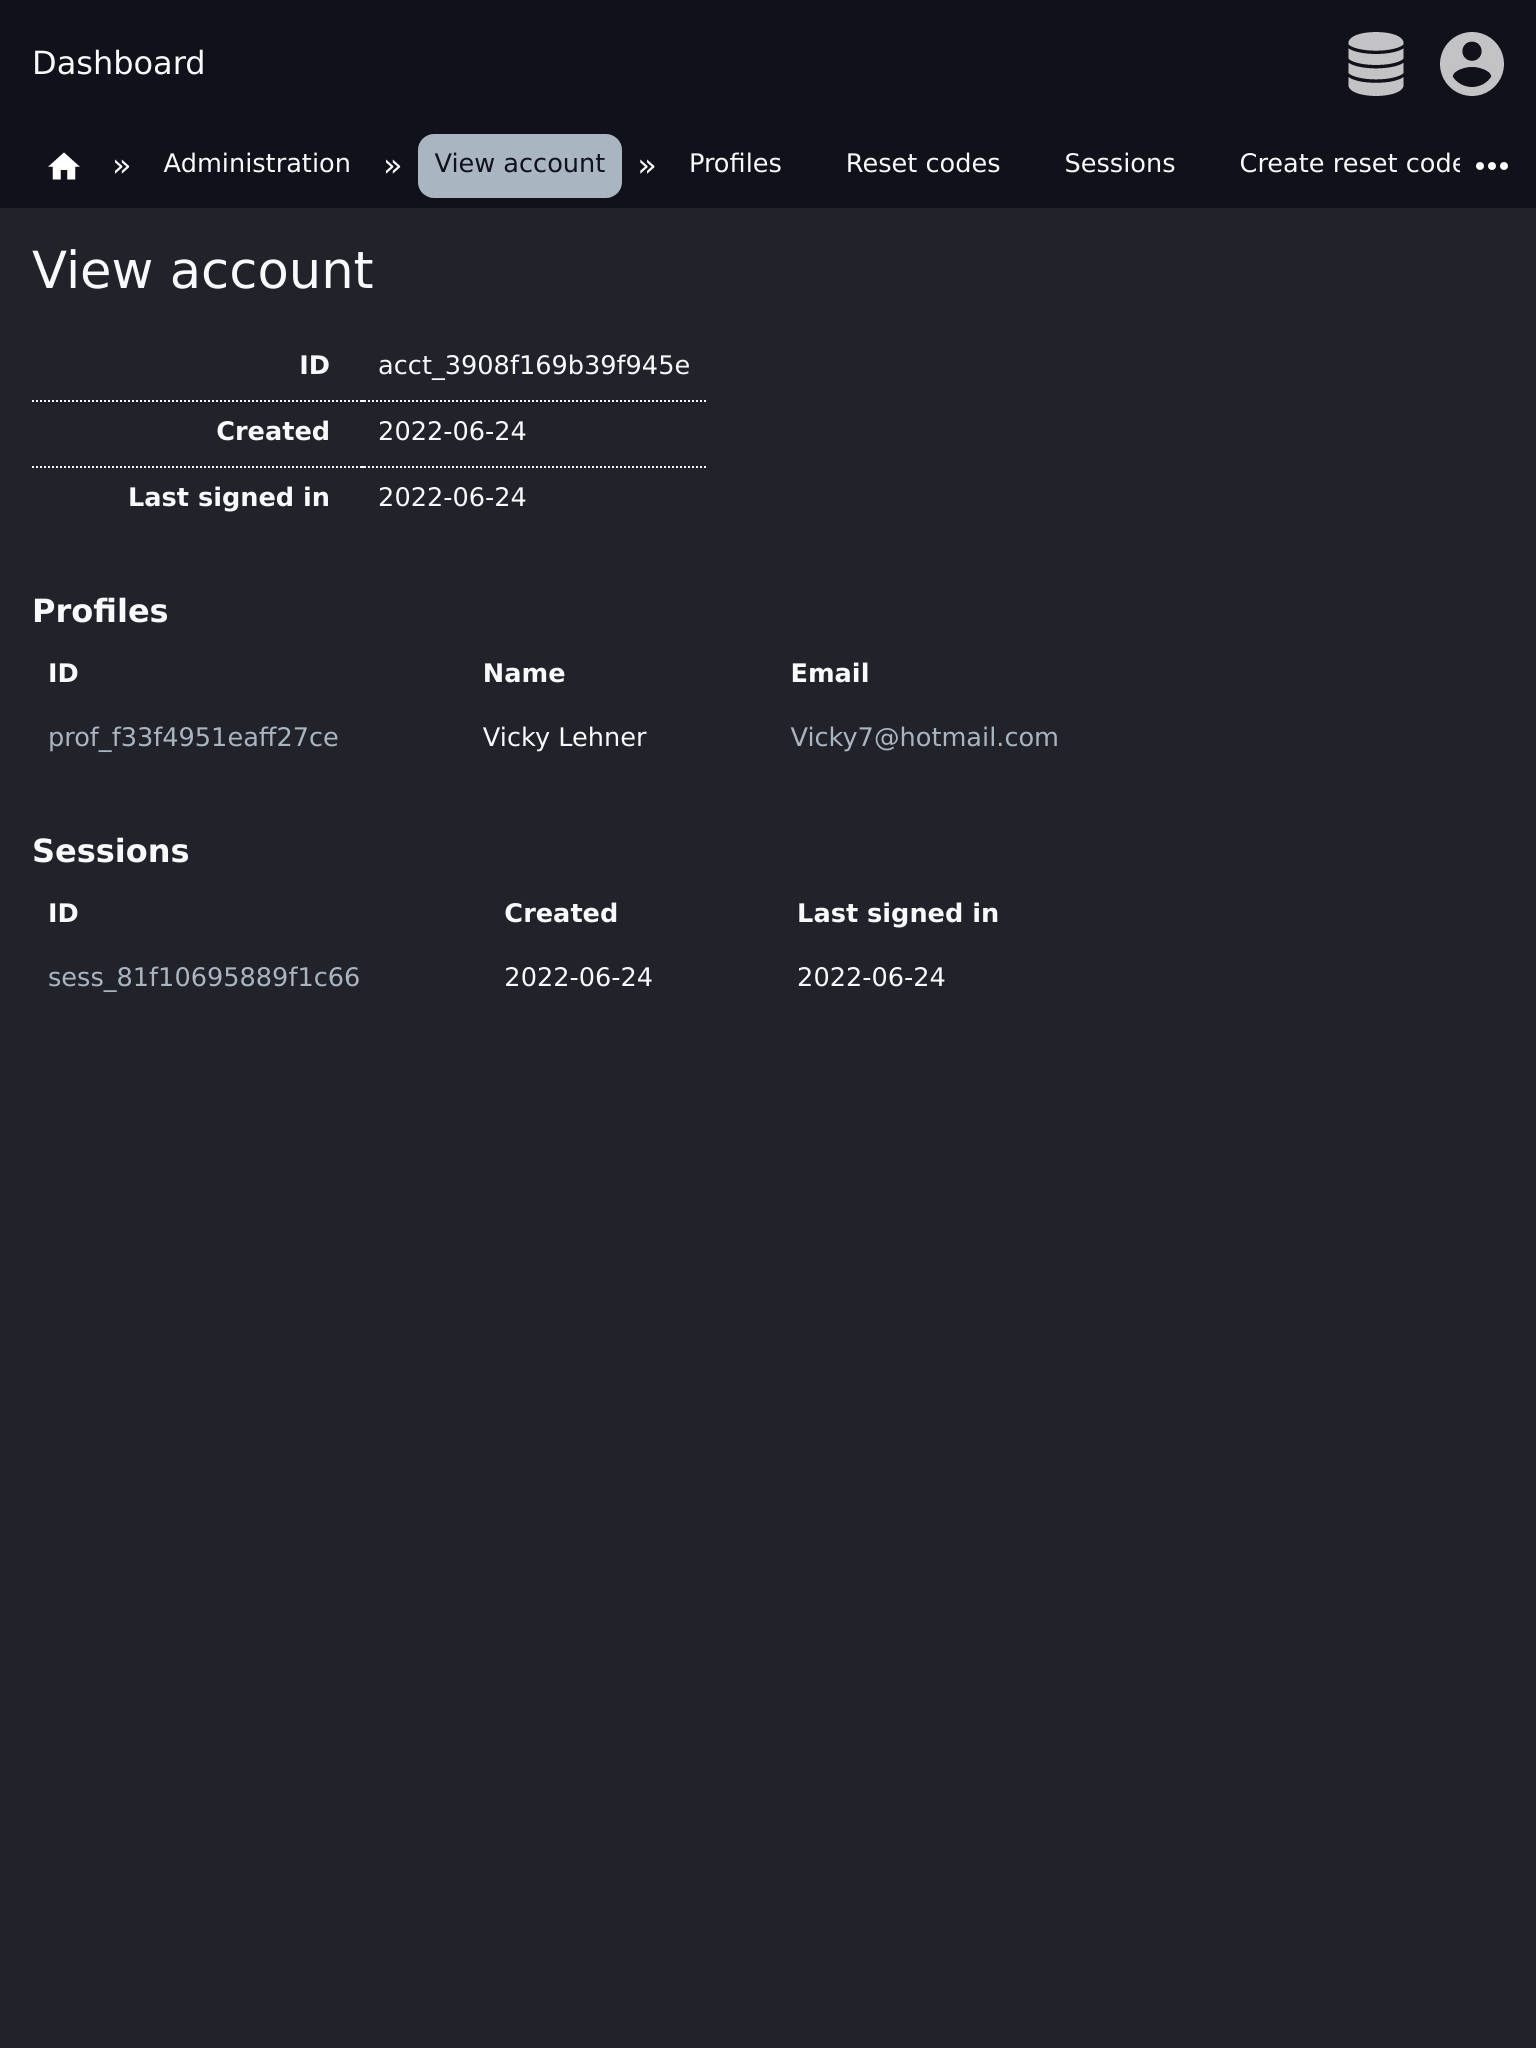 Dashboard
» Administration » View account » Profiles Reset codes Sessions Create reset code
View account
ID acct_3908f169b39f945e
Created 2022-06-24
Last signed in 2022-06-24
Profiles
ID Name Email
prof_f33f4951eaff27ce Vicky Lehner Vicky7@hotmail.com
Sessions
ID Created Last signed in
sess_81f10695889f1c66 2022-06-24 2022-06-24